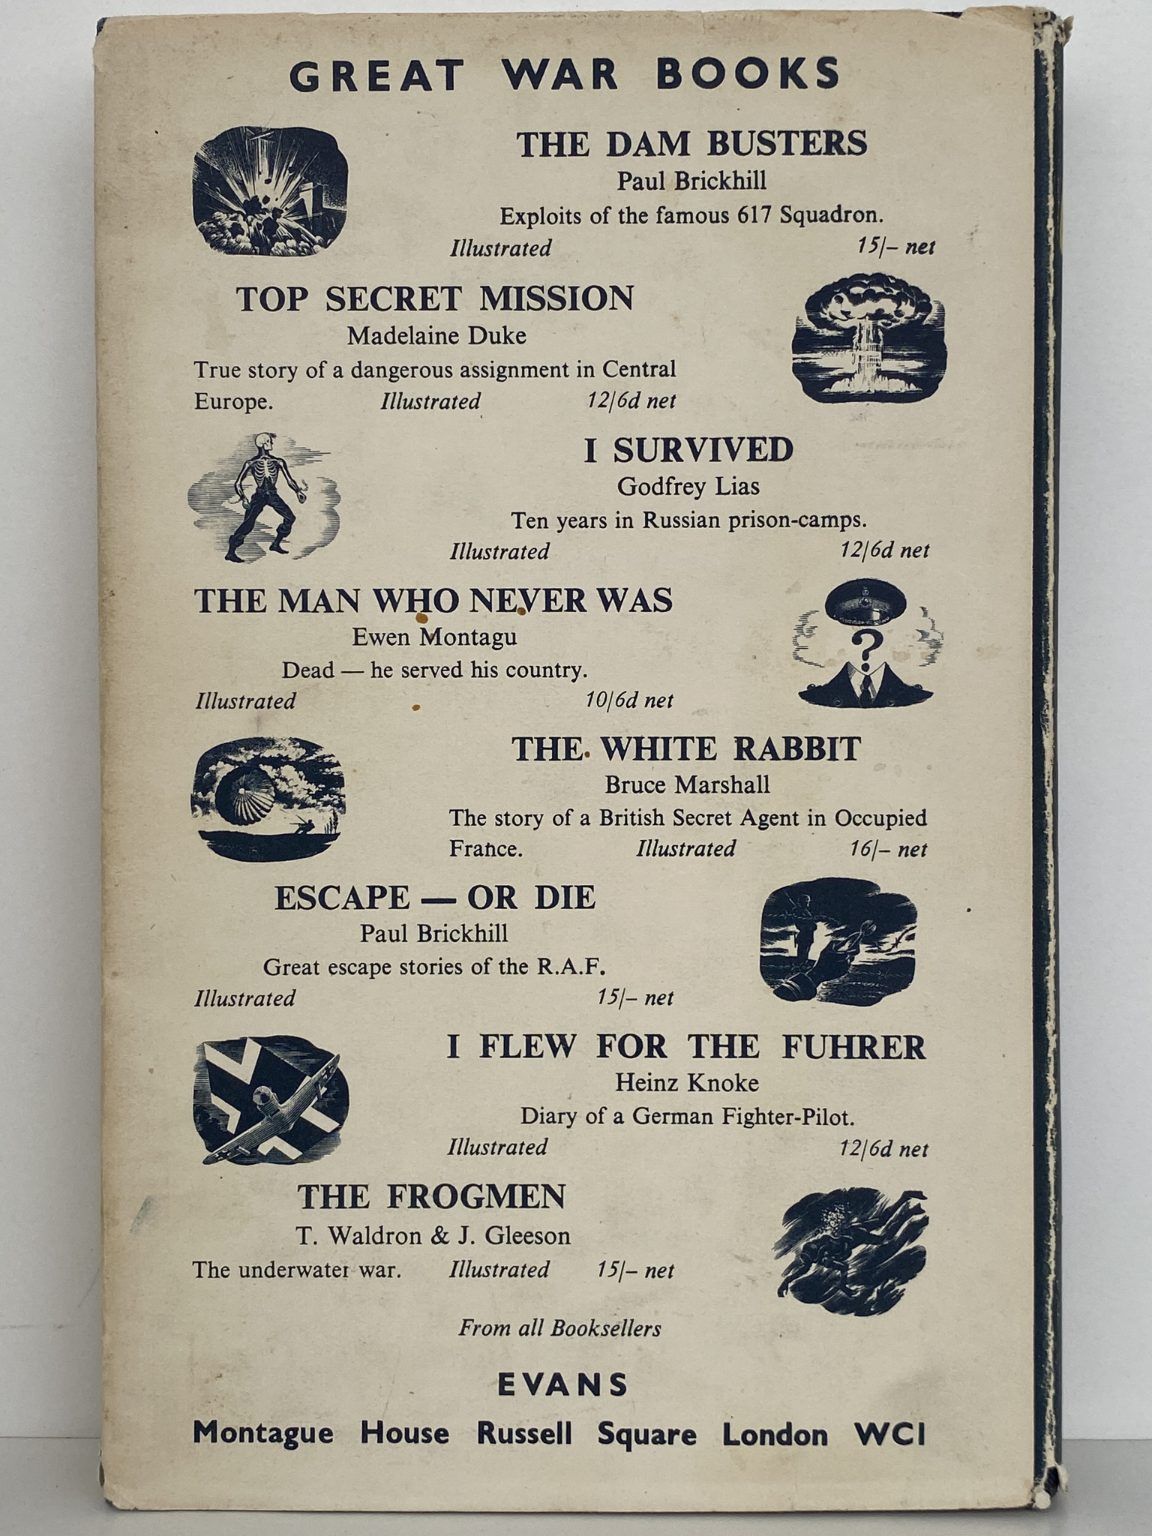 GREAT WAR BOOKS
THE DAM BUSTERS
Paul Brickhill
Exploits of the famous 617 Squadron.
Illustrated 15/– net
TOP SECRET MISSION
Madelaine Duke
True story of a dangerous assignment in Central
Europe. Illustrated 12/6d net
I SURVIVED
Godfrey Lias
Ten years in Russian prison-camps.
Illustrated 12/6d net
THE MAN WHO NEVER WAS
Ewen Montagu
Dead — he served his country.
Illustrated 10/6d net
?
THE WHITE RABBIT
Bruce Marshall
The story of a British Secret Agent in Occupied
France. Illustrated 16/– net
ESCAPE — OR DIE
Paul Brickhill
Great escape stories of the R.A.F.
Illustrated 15/– net
I FLEW FOR THE FUHRER
Heinz Knoke
Diary of a German Fighter-Pilot.
Illustrated 12/6d net
THE FROGMEN
T. Waldron & J. Gleeson
The underwater war. Illustrated 15/– net
From all Booksellers
EVANS
Montague House Russell Square London WC1